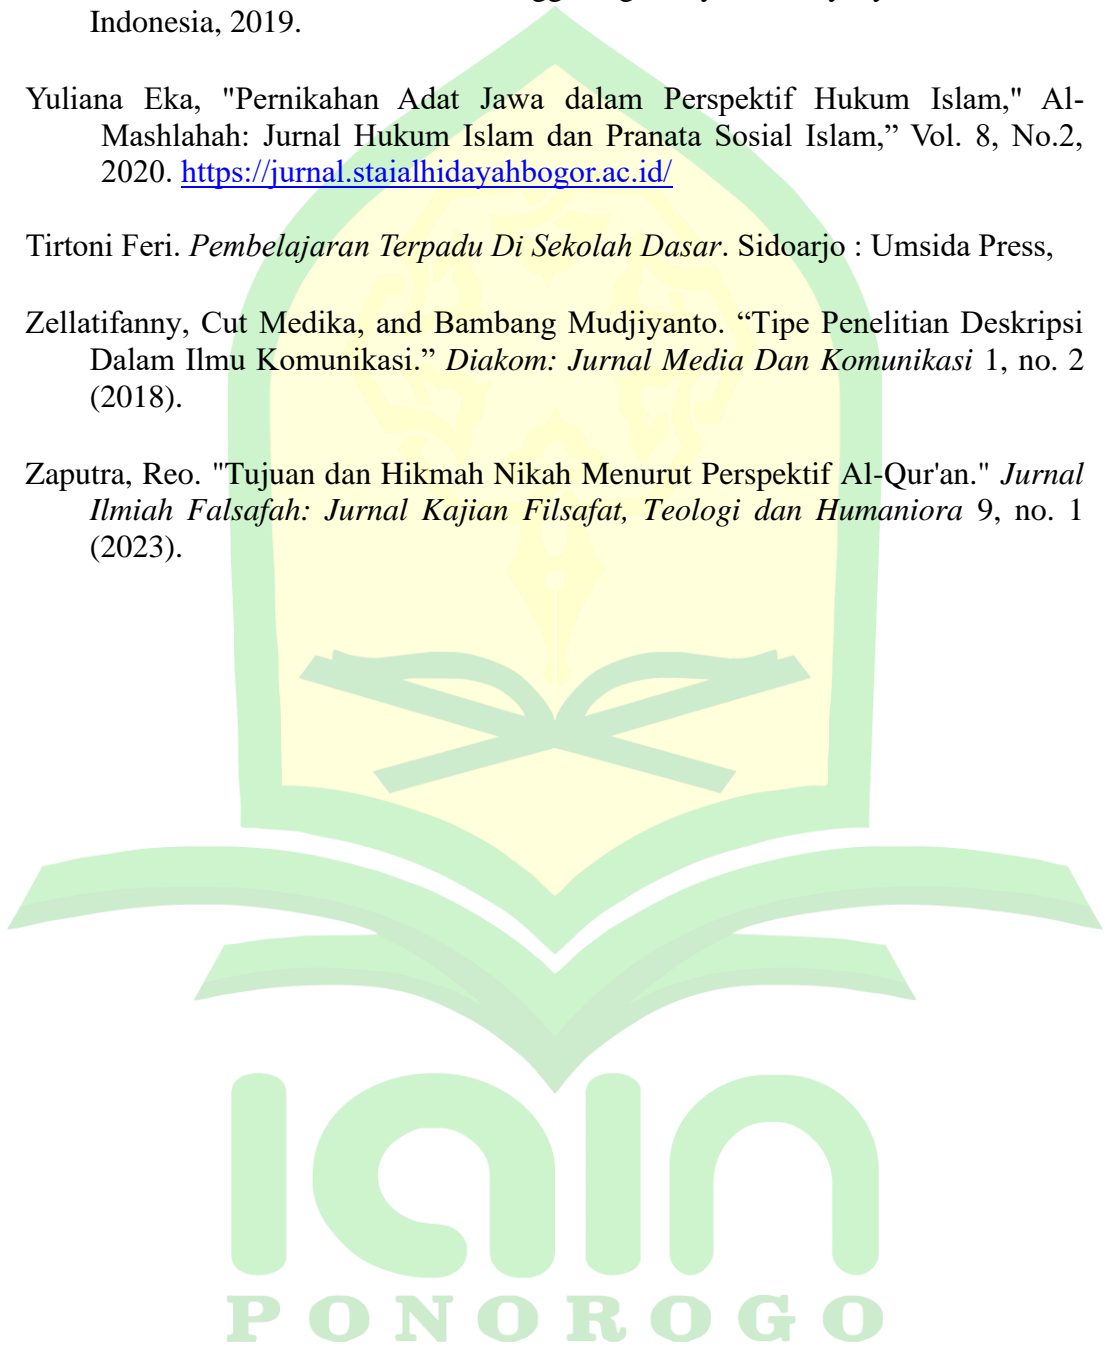 Indonesia, 2019.
Yuliana Eka, "Pernikahan Adat Jawa dalam Perspektif Hukum Islam," Al-
Mashlahah: Jurnal Hukum Islam dan Pranata Sosial Islam,” Vol. 8, No.2,
2020. https://jurnal.staialhidayahbogor.ac.id/
Tirtoni Feri. Pembelajaran Terpadu Di Sekolah Dasar. Sidoarjo : Umsida Press,
Zellatifanny, Cut Medika, and Bambang Mudjiyanto. “Tipe Penelitian Deskripsi
Dalam Ilmu Komunikasi.” Diakom: Jurnal Media Dan Komunikasi 1, no. 2
(2018).
Zaputra, Reo. "Tujuan dan Hikmah Nikah Menurut Perspektif Al-Qur'an." Jurnal
Ilmiah Falsafah: Jurnal Kajian Filsafat, Teologi dan Humaniora 9, no. 1
(2023).
iain
PONOROGO